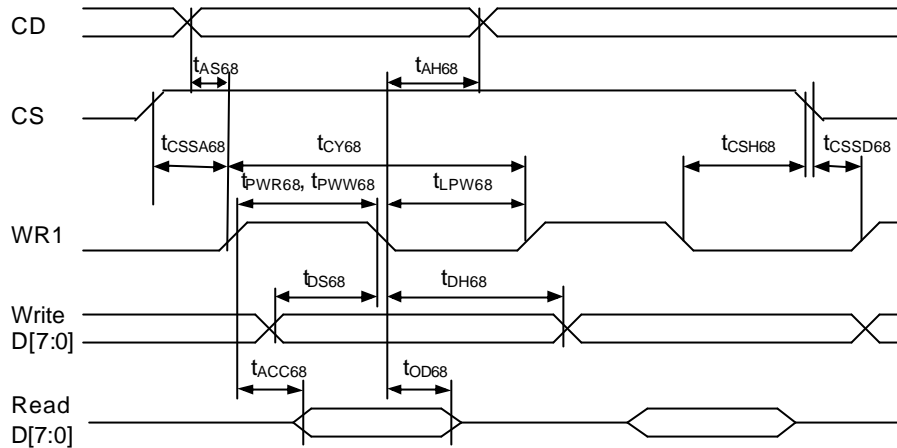 CD
tAS68 tAH68
CS
tCSSA68 tCY68 tCSH68 tCSSD68
tPWR68, tPWW68 tLPW68
WR1
tDS68 tDH68
Write
D[7:0]
tACC68 tOD68
Read
D[7:0]